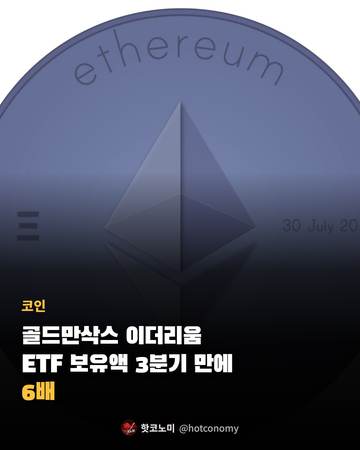 ethereum
30 July 20
코인
골드만삭스 이더리움
ETF 보유액 3분기 만에
6배
핫코노미 @hotconomy